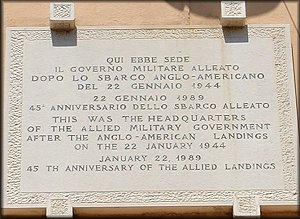 QUI EBBE SEDE
IL GOVERNO MILITARE ALLEATO
DOPO LO SBARCO ANGLO-AMERICANO
DEL 22 GENNAIO 1944
22 GENNAIO 1989
45° ANNIVERSARIO DELLO SBARCO ALLEATO
THIS WAS THE HEADQUARTERS
OF THE ALLIED MILITARY GOVERNMENT
AFTER THE ANGLO-AMERICAN LANDINGS
ON THE 22 JANUARY 1944
JANUARY 22, 1989
45 TH ANNIVERSARY OF THE ALLIED LANDINGS